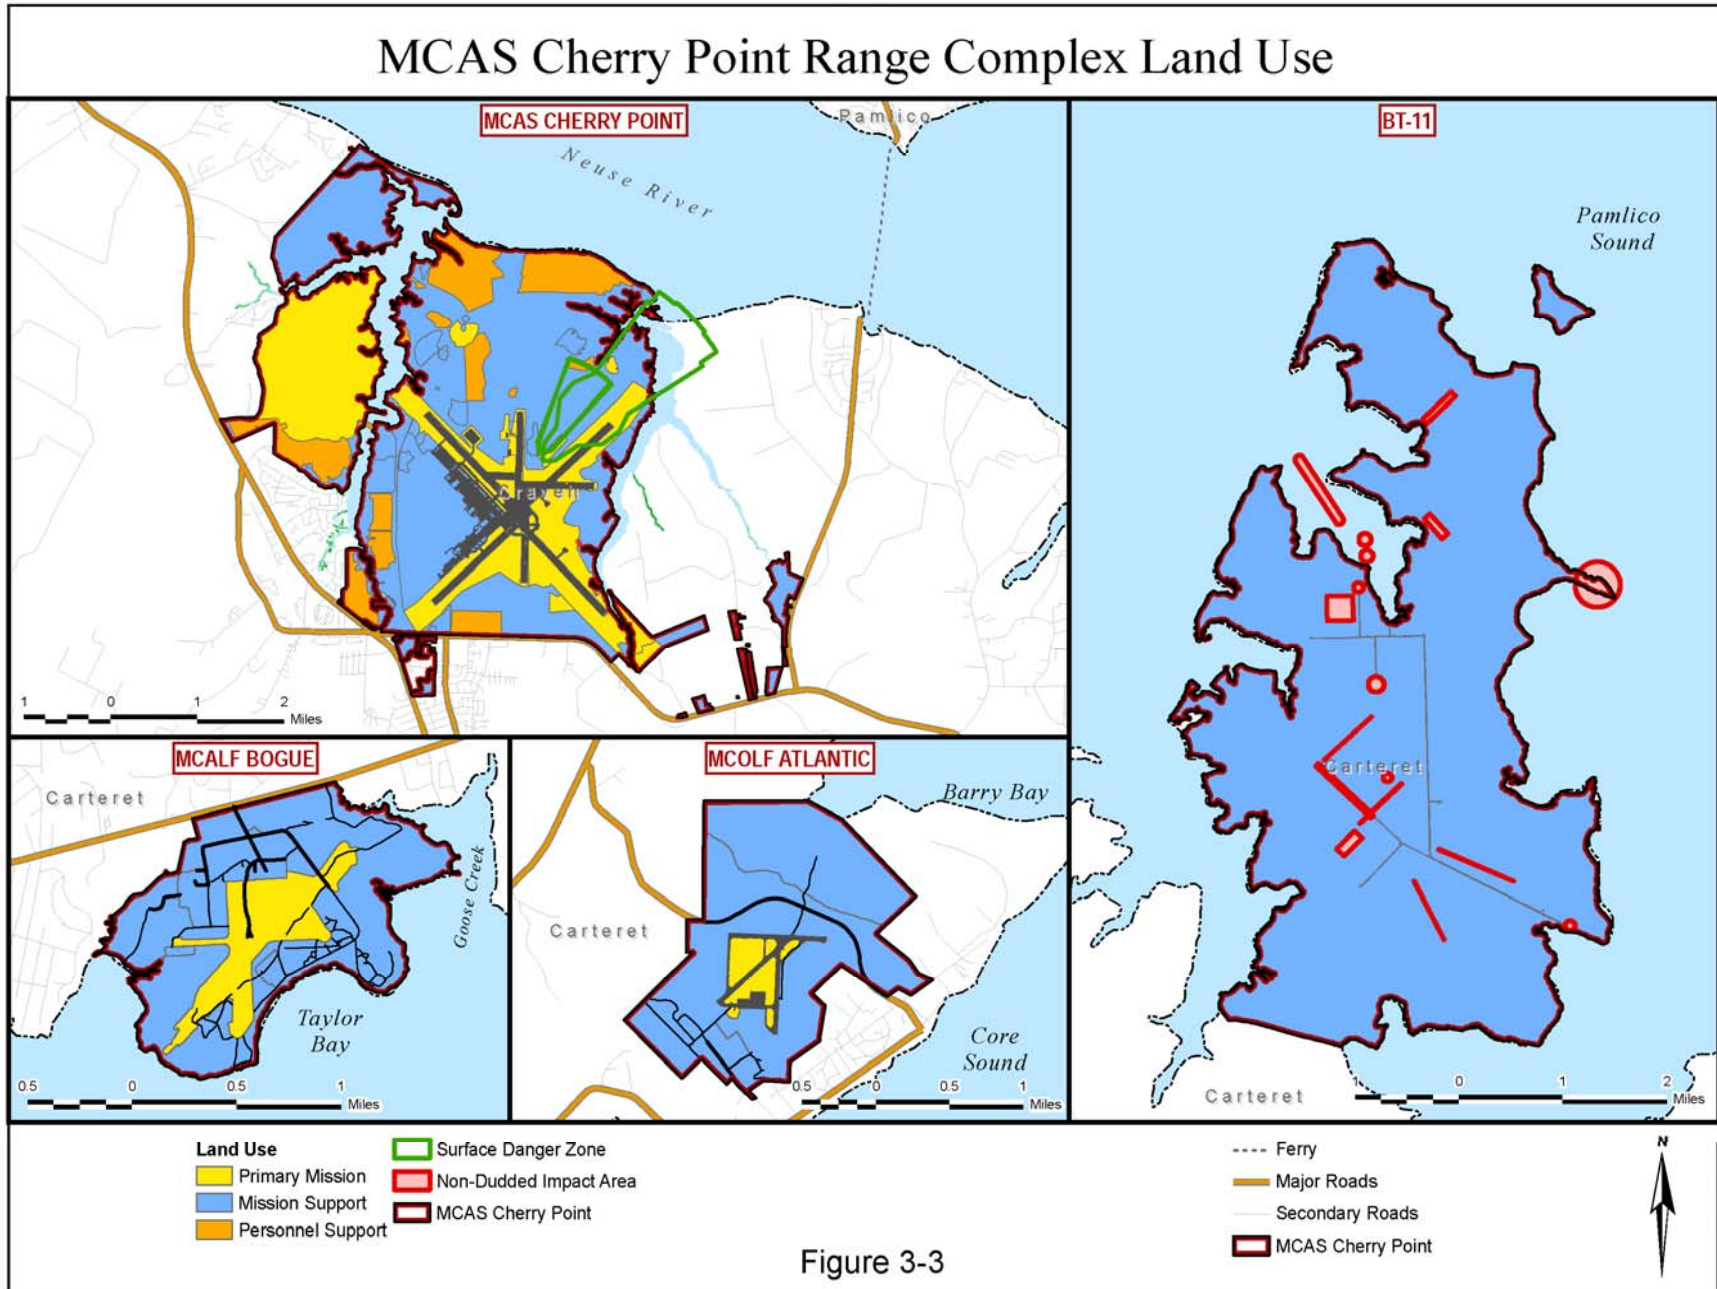 MCAS Cherry Point Range Complex Land Use
MCAS CHERRY POINT
Pamlico
Neuse River
Craven
1 0 1 2
Miles
BT-11
Pamlico
Sound
Carteret
Carteret
1 0 1 2
Miles
MCALF BOGUE
Carteret
Goose Creek
Taylor
Bay
0.5 0 0.5 1
Miles
MCOLF ATLANTIC
Barry Bay
Carteret
Core
Sound
0.5 0 0.5 1
Miles
Land Use
Primary Mission
Mission Support
Personnel Support
Surface Danger Zone
Non-Dudded Impact Area
MCAS Cherry Point
Ferry
Major Roads
Secondary Roads
MCAS Cherry Point
N
Figure 3-3